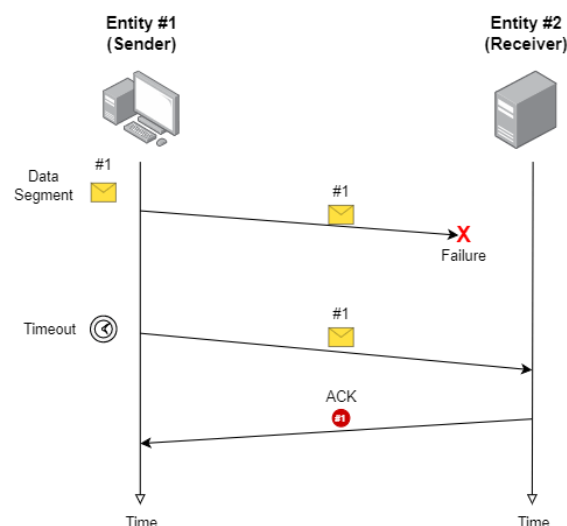 Entity #1
(Sender)
Entity #2
(Receiver)
#1
Data
Segment
#1
X
Failure
Timeout
#1
ACK
#1
Time
Time